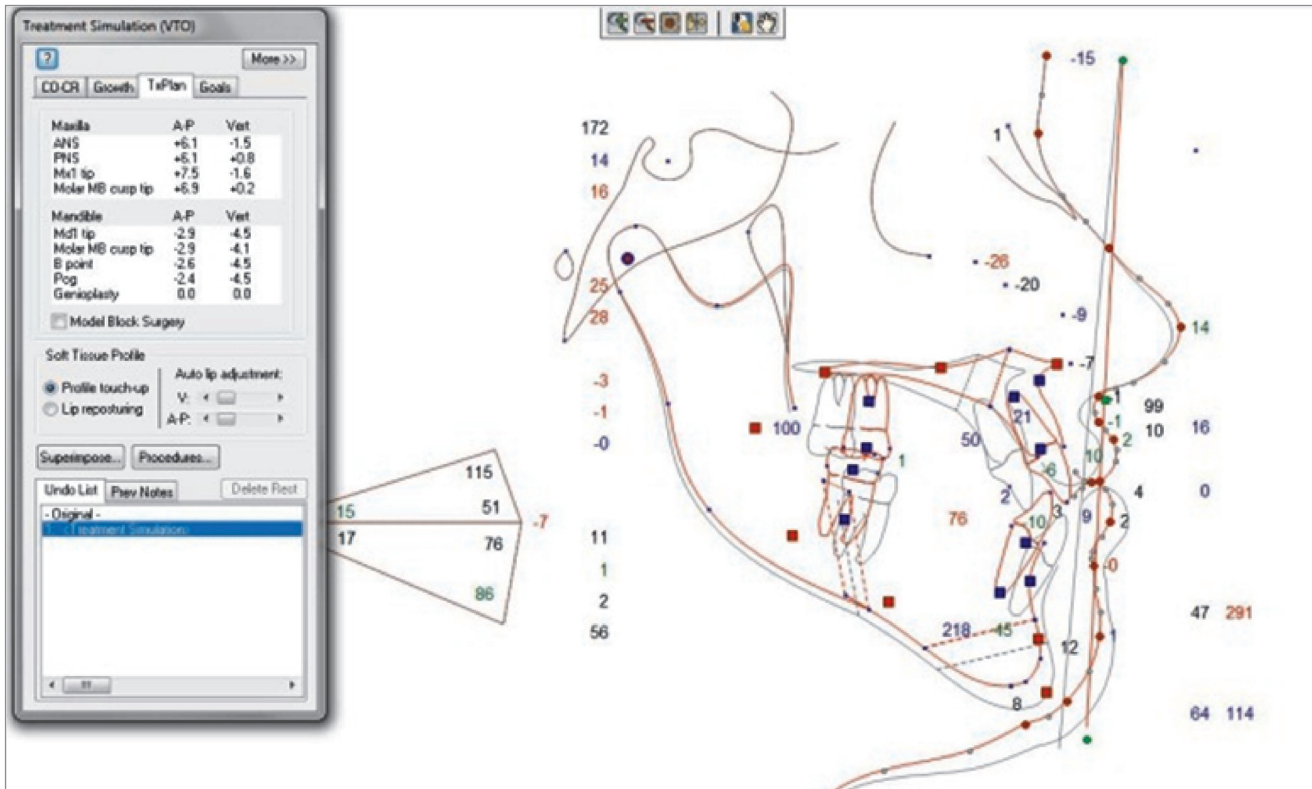 Treatment Simulation (VTO)
?
More >>
CO-CR Growth TxPlan Goals
Maxilla A-P Vert
ANS +6.1 -1.5
PNS +6.1 +0.8
Mx1 tip +7.5 -1.6
Molar MB cusp tip +6.9 +0.2
Mandible A-P Vert
Md1 tip -2.9 -4.5
Molar MB cusp tip -2.9 -4.1
B point -2.6 -4.5
Pog -2.4 -4.5
Genioplasty 0.0 0.0
Model Block Surgery
Soft Tissue Profile
Profile touch-up
Lip reposturing
Auto lip adjustment:
V:
A-P:
Superimpose... Procedures...
Undo List Prev Notes Delete Rest
- Original -
1 <Treatment Simulation>
115
15 51
-7
17 76
86
-15
172
1
14
16
-26
25
-20
28
-9
14
-7
-3
-1
99
-1
21
-1
-0
100
50
10
16
2
1
10
6
2
4
0
3
9
76
-10
2
11
-0
1
2
47 291
56
218
-45
1
12
8
64 114